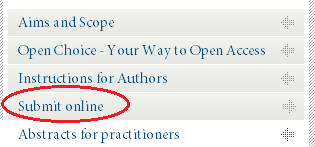 Aims and Scope
Open Choice - Your Way to Open Access
Instructions for Authors
Submit online
Abstracts for practitioners